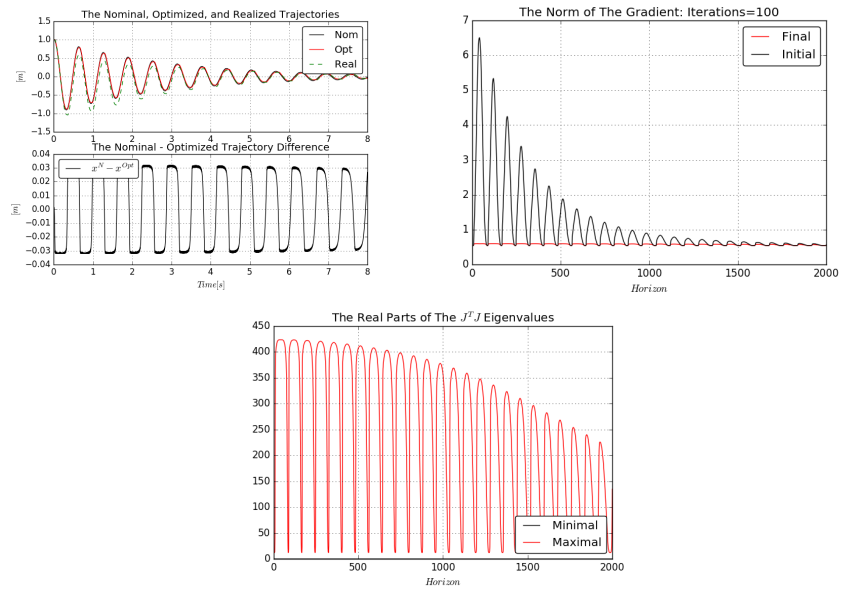 The Nominal, Optimized, and Realized Trajectories
1.5
1.0
0.5
0.0
−0.5
−1.0
−1.5
[m]
Nom
Opt
Real
0 1 2 3 4 5 6 7 8
The Nominal - Optimized Trajectory Difference
0.04
0.03
0.02
0.01
0.00
−0.01
−0.02
−0.03
−0.04
[m]
x^N − x^Opt
0 1 2 3 4 5 6 7 8
Time[s]
The Norm of The Gradient: Iterations=100
7
6
5
4
3
2
1
0
Final
Initial
0 500 1000 1500 2000
Horizon
The Real Parts of The J^T J Eigenvalues
450
400
350
300
250
200
150
100
50
0
Minimal
Maximal
0 500 1000 1500 2000
Horizon